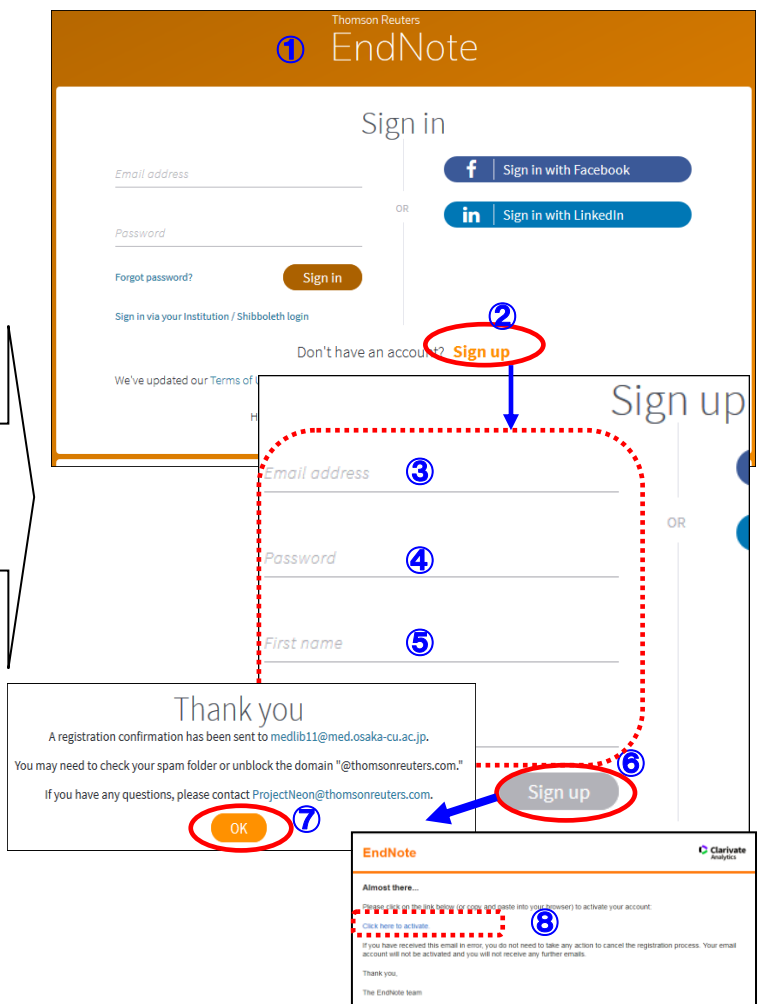 Thomson Reuters
① EndNote
Sign in
Email address
Password
Forgot password?
Sign in
Sign in via your Institution / Shibboleth login
OR
f Sign in with Facebook
in Sign in with LinkedIn
②
Don't have an account? Sign up
We've updated our Terms of U
H
Sign up
Email address ③
Password ④
First name ⑤
OR
⑥
Sign up
Thank you
A registration confirmation has been sent to medlib11@med.osaka-cu.ac.jp.
You may need to check your spam folder or unblock the domain "@thomsonreuters.com."
If you have any questions, please contact ProjectNeon@thomsonreuters.com.
OK ⑦
EndNote
Clarivate
Analytics
Almost there...
Please click on the link below (or copy and paste into your browser) to activate your account:
Click here to activate
⑧
If you have received this email in error, you do not need to take any action to cancel the registration process. Your email
account will not be activated and you will not receive any further emails.
Thank you,
The EndNote team